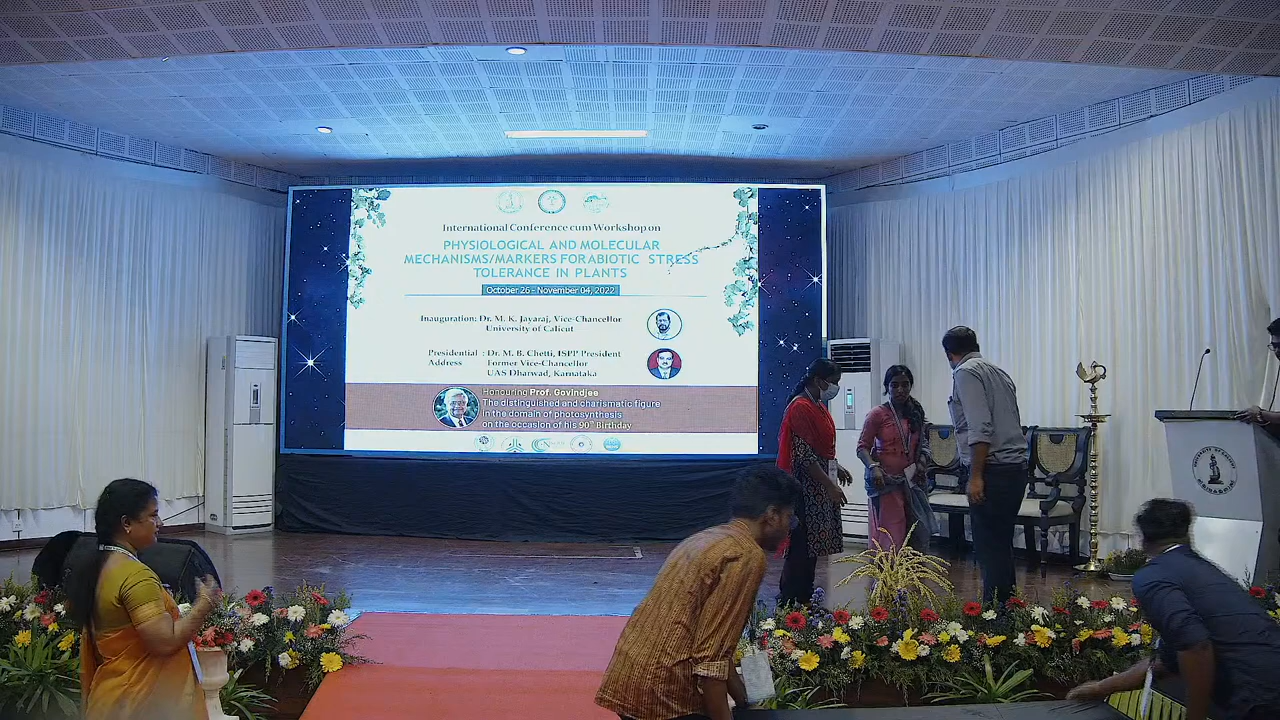 International Conference cum Workshop on
PHYSIOLOGICAL AND MOLECULAR
MECHANISMS/MARKERS FOR ABIOTIC STRESS
TOLERANCE IN PLANTS
October 26 - November 04, 2022
Inauguration: Dr. M. K. Jayaraj, Vice-Chancellor
University of Calicut
Presidential : Dr. M. B. Chetti, ISPP President
Address Former Vice-Chancellor
UAS Dharwad, Karnataka
Honouring Prof. Govindjee
The distinguished and charismatic figure
in the domain of photosynthesis
on the occasion of his 90th Birthday